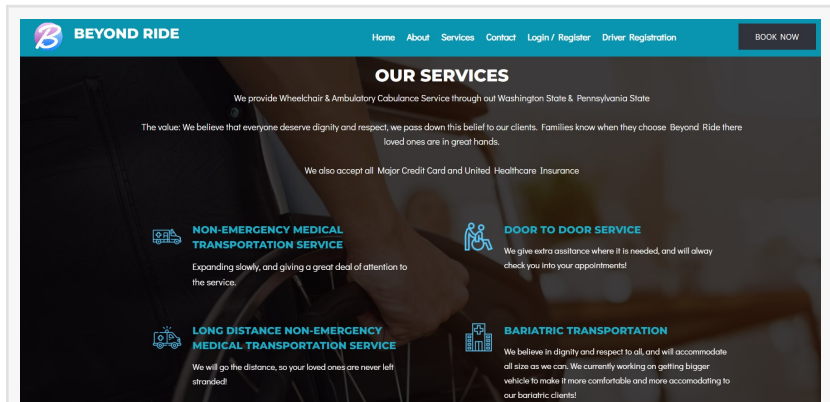 BEYOND RIDE
Home About Services Contact Login / Register Driver Registration
BOOK NOW
OUR SERVICES
We provide Wheelchair & Ambulatory Cabulance Service through out Washington State & Pennsylvania State
The value: We believe that everyone deserve dignity and respect, we pass down this belief to our clients. Families know when they choose Beyond Ride there
loved ones are in great hands.
We also accept all Major Credit Card and United Healthcare Insurance
NON-EMERGENCY MEDICAL
TRANSPORTATION SERVICE
Expanding slowly, and giving a great deal of attention to
the service.
DOOR TO DOOR SERVICE
We give extra assitance where it is needed, and will alway
check you into your appointments!
LONG DISTANCE NON-EMERGENCY
MEDICAL TRANSPORTATION SERVICE
We will go the distance, so your loved ones are never left
stranded!
BARIATRIC TRANSPORTATION
We believe in dignity and respect to all, and will accommodate
all size as we can. We currently working on getting bigger
vehicle to make it more comfortable and more accomodating to
our bariatric clients!